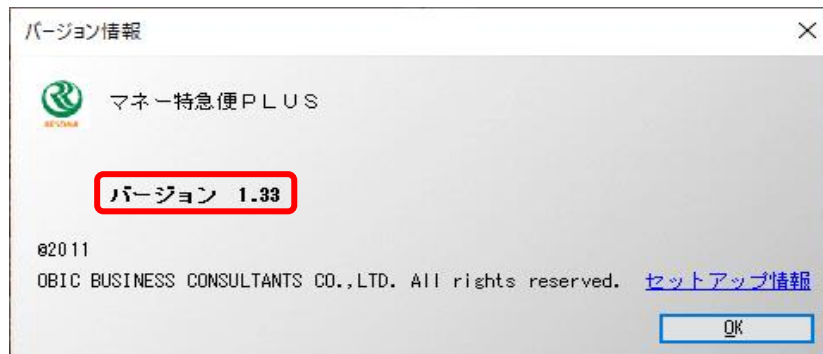 バージョン情報
RESONA
マネー特急便ＰＬＵＳ
バージョン 1.33
©2011
OBIC BUSINESS CONSULTANTS CO.,LTD. All rights reserved. セットアップ情報
OK